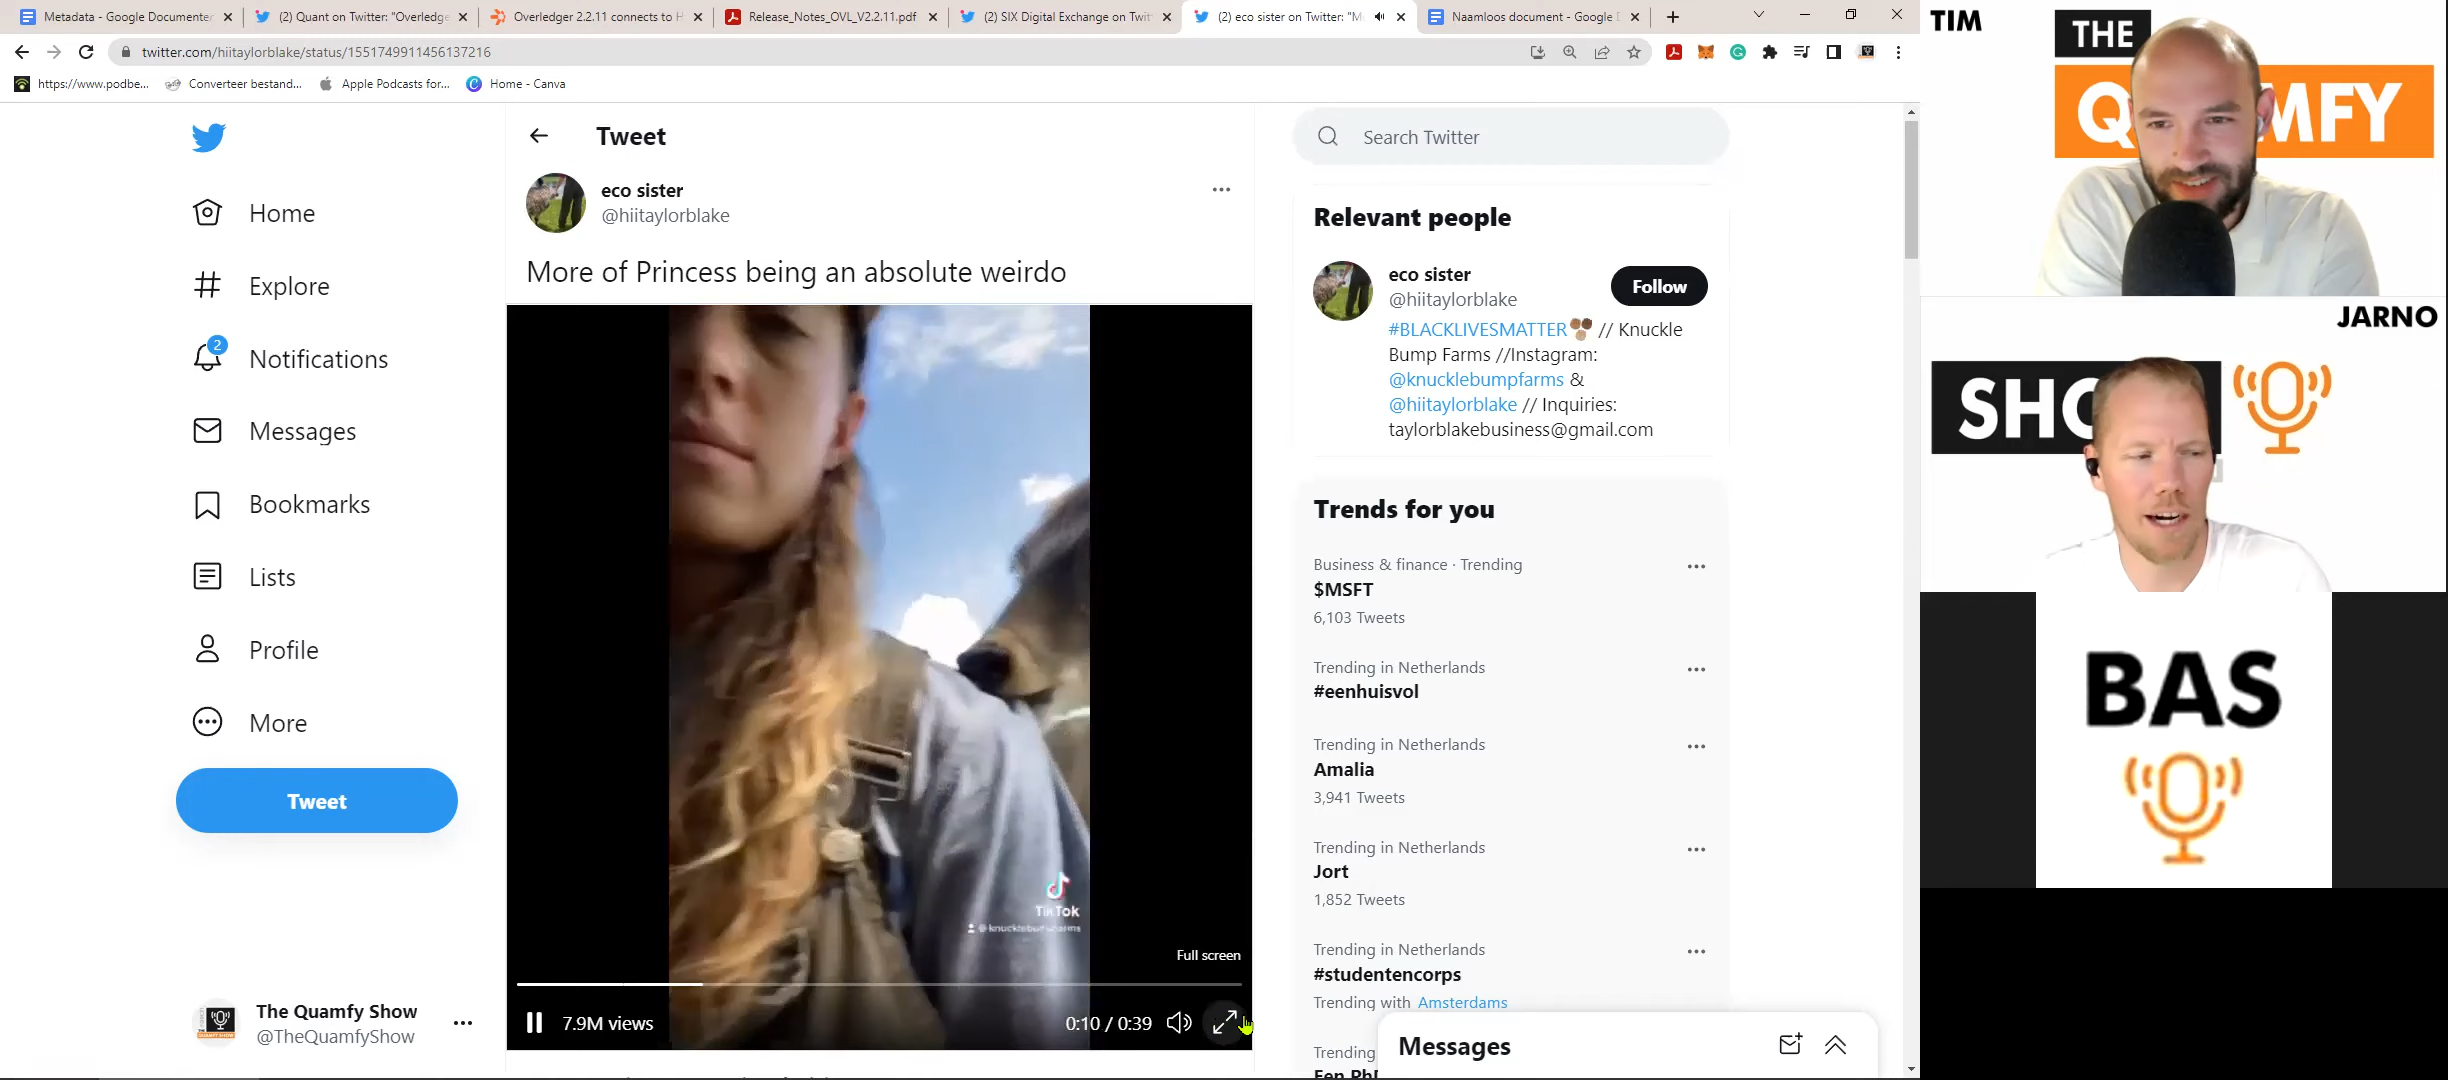 Metadata - Google Documenten
(2) Quant on Twitter: "Overledge
Overledger 2.2.11 connects to H
Release_Notes_OVL_V2.2.11.pdf
(2) SIX Digital Exchange on Twit
(2) eco sister on Twitter: "M
Naamloos document - Google D
twitter.com/hiitaylorblake/status/1551749911456137216
https://www.podbe...
Converteer bestand...
Apple Podcasts for...
Home - Canva
Home
Explore
2
Notifications
Messages
Bookmarks
Lists
Profile
More
Tweet
The Quamfy Show
@TheQuamfyShow
Tweet
eco sister
@hiitaylorblake
More of Princess being an absolute weirdo
TikTok
Full screen
7.9M views
0:10 / 0:39
Search Twitter
Relevant people
eco sister
@hiitaylorblake
Follow
#BLACKLIVESMATTER // Knuckle
Bump Farms //Instagram:
@knucklebumpfarms &
@hiitaylorblake // Inquiries:
taylorblakebusiness@gmail.com
Trends for you
Business & finance · Trending
$MSFT
6,103 Tweets
Trending in Netherlands
#eenhuisvol
Trending in Netherlands
Amalia
3,941 Tweets
Trending in Netherlands
Jort
1,852 Tweets
Trending in Netherlands
#studentencorps
Trending with Amsterdams
Trending
Messages
TIM
THE
JARNO
BAS